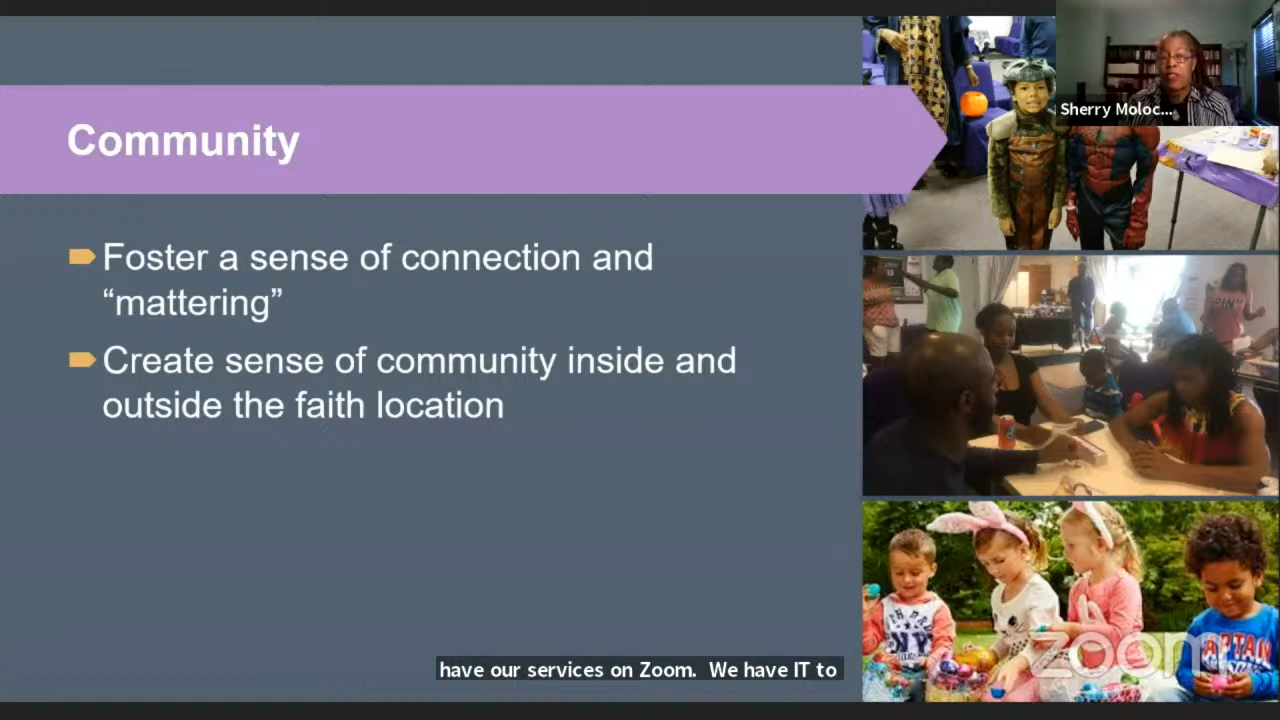 Sherry Moloc...
Community
Foster a sense of connection and
“mattering”
Create sense of community inside and
outside the faith location
PINK
have our services on Zoom. We have IT to
zoom